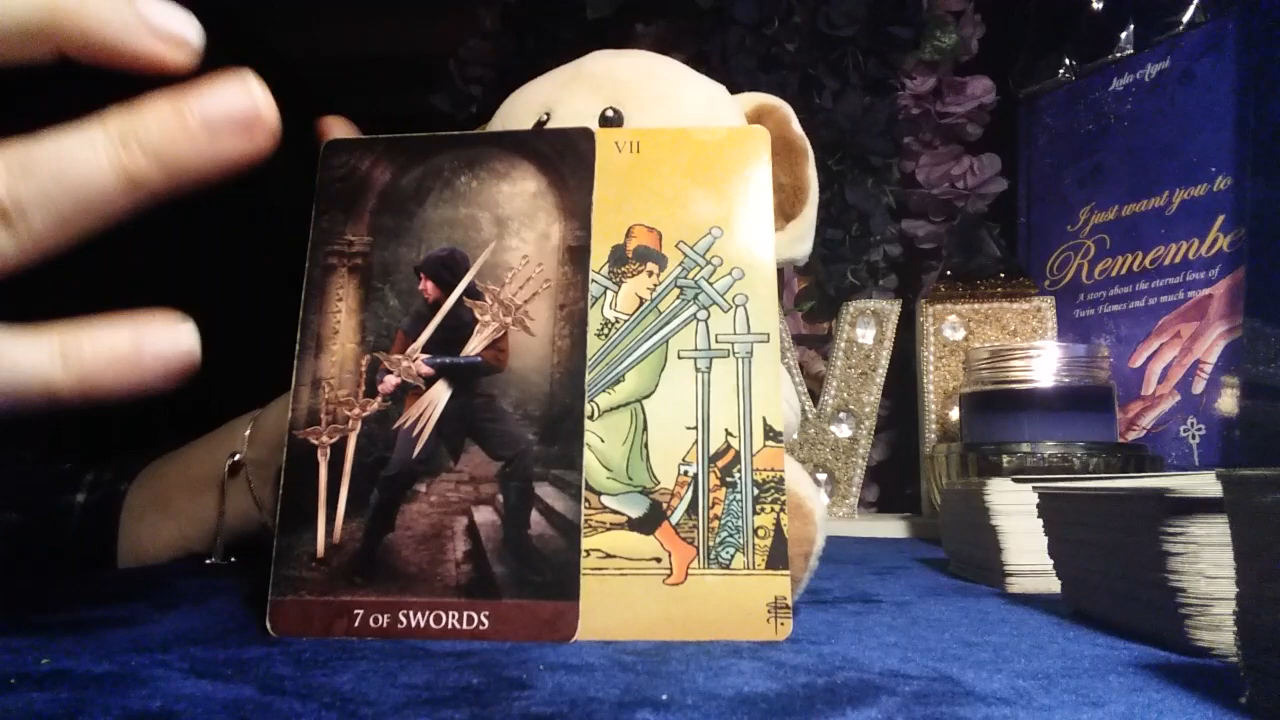 VII
7 OF SWORDS
Lala Agni
I just want you to
Remembe
A story about the eternal love of
Twin Flames and so much more